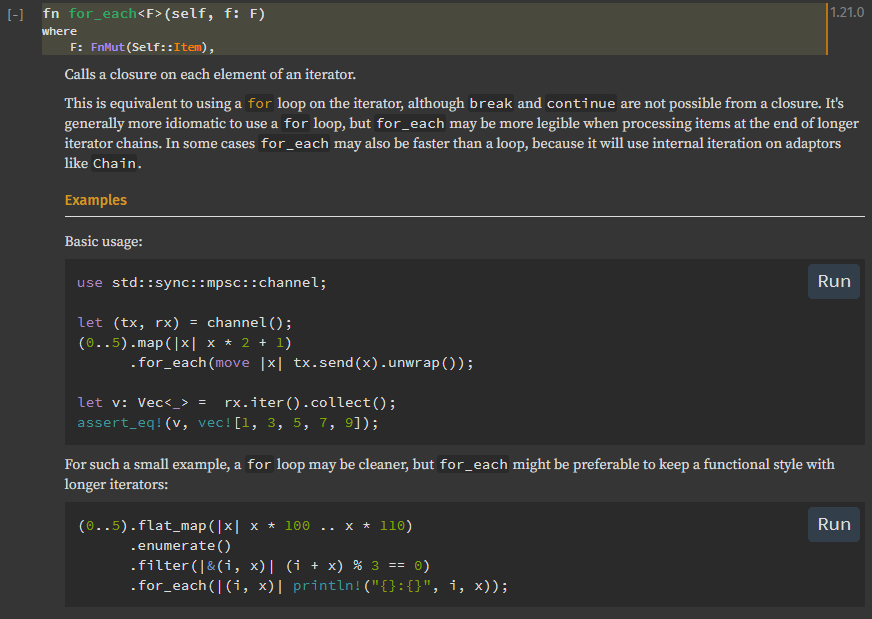 [-] fn for_each<F>(self, f: F) 1.21.0
where
    F: FnMut(Self::Item),
Calls a closure on each element of an iterator.
This is equivalent to using a for loop on the iterator, although break and continue are not possible from a closure. It's
generally more idiomatic to use a for loop, but for_each may be more legible when processing items at the end of longer
iterator chains. In some cases for_each may also be faster than a loop, because it will use internal iteration on adaptors
like Chain.
Examples
Basic usage:
Run
use std::sync::mpsc::channel;
let (tx, rx) = channel();
(0..5).map(|x| x * 2 + 1)
      .for_each(move |x| tx.send(x).unwrap());
let v: Vec<_> =  rx.iter().collect();
assert_eq!(v, vec![1, 3, 5, 7, 9]);
For such a small example, a for loop may be cleaner, but for_each might be preferable to keep a functional style with
longer iterators:
Run
(0..5).flat_map(|x| x * 100 .. x * 110)
      .enumerate()
      .filter(|&(i, x)| (i + x) % 3 == 0)
      .for_each(|(i, x)| println!("{}:{}", i, x));